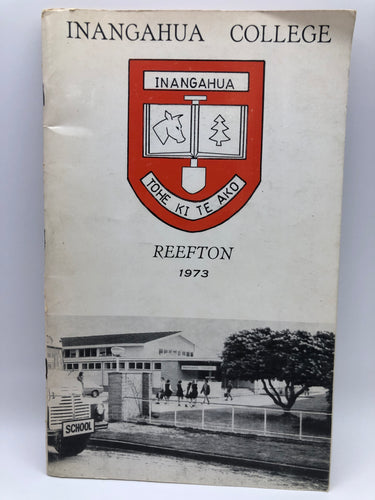 INANGAHUA COLLEGE
INANGAHUA
TOHE KI TE AKO
REEFTON
1973
SCHOOL